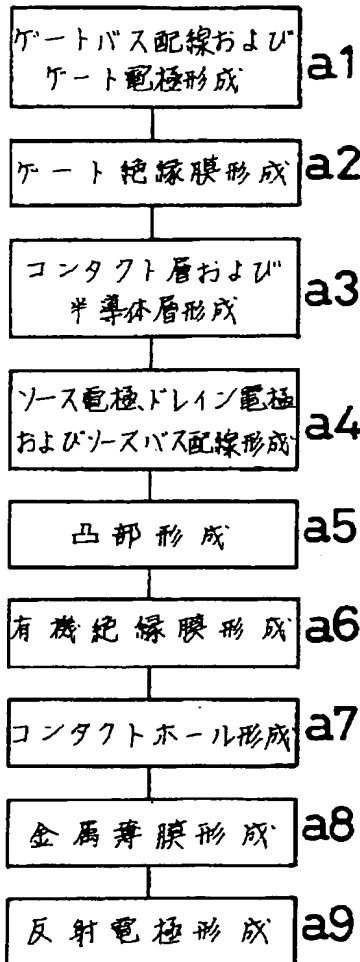 ゲートバス配線および
ゲート電極形成
a1
ゲート絶縁膜形成
a2
コンタクト層および
半導体層形成
a3
ソース電極、ドレイン電極
およびソースバス配線形成
a4
凸部形成
a5
有機絶縁膜形成
a6
コンタクトホール形成
a7
金属薄膜形成
a8
反射電極形成
a9